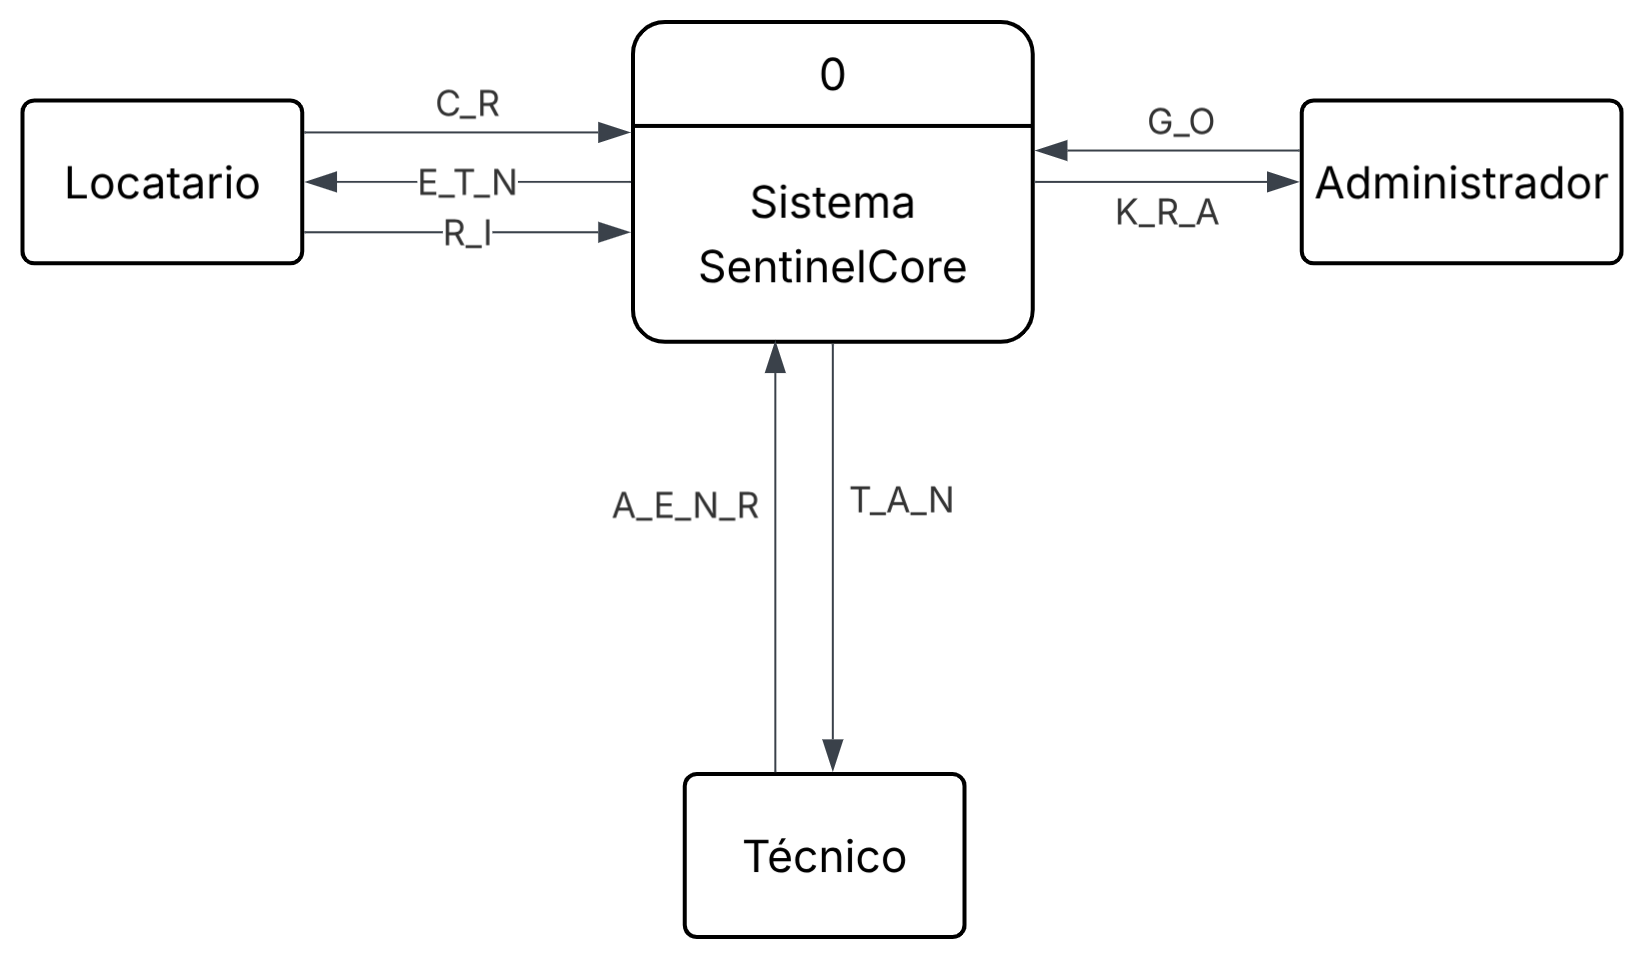 0
C_R
G_O
Locatario
E_T_N
Administrador
Sistema
SentinelCore
K_R_A
R_I
A_E_N_R
T_A_N
Técnico